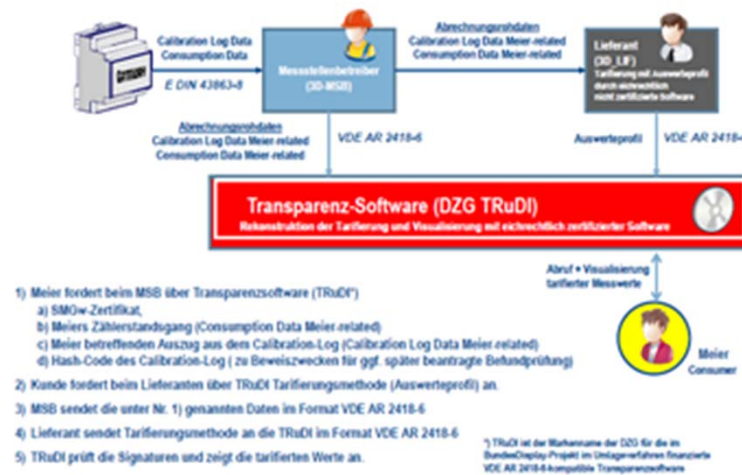 Calibration Log Data
Consumption Data
E DIN 43863-8
Messstellenbetreiber
(3D-MSB)
Abrechnungsrohdaten
Calibration Log Data Meier-related
Consumption Data Meier-related
Lieferant
(3D_LIF)
Tarifierung mit Auswerteprofil
durch eichrechtlich
nicht zertifizierte Software
Abrechnungsrohdaten
Calibration Log Data Meier-related
Consumption Data Meier-related
VDE AR 2418-6
Auswerteprofil
VDE AR 2418-
Transparenz-Software (DZG TRuDI)
Rekonstruktion der Tarifierung und Visualisierung mit eichrechtlich zertifizierter Software
Abruf + Visualisierung
tarifierter Messwerte
Meier
Consumer
1) Meier fordert beim MSB über Transparenzsoftware (TRuDI*)
a) SMGw-Zertifikat,
b) Meiers Zählerstandsgang (Consumption Data Meier-related)
c) Meier betreffenden Auszug aus dem Calibration-Log (Calibration Log Data Meier-related)
d) Hash-Code des Calibration-Log ( zu Beweiszwecken für ggf. später beantragte Befundprüfung)
2) Kunde fordert beim Lieferanten über TRuDI Tarifierungsmethode (Auswerteprofil) an.
3) MSB sendet die unter Nr. 1) genannten Daten im Format VDE AR 2418-6
4) Lieferant sendet Tarifierungsmethode an die TRuDI im Format VDE AR 2418-6
5) TRuDI prüft die Signaturen und zeigt die tarifierten Werte an.
*) TRuDI ist der Markenname der DZG für die im
BundesDisplay-Projekt im Umlageverfahren finanzierte
VDE AR 2418-6-kompatible Transparenzsoftware